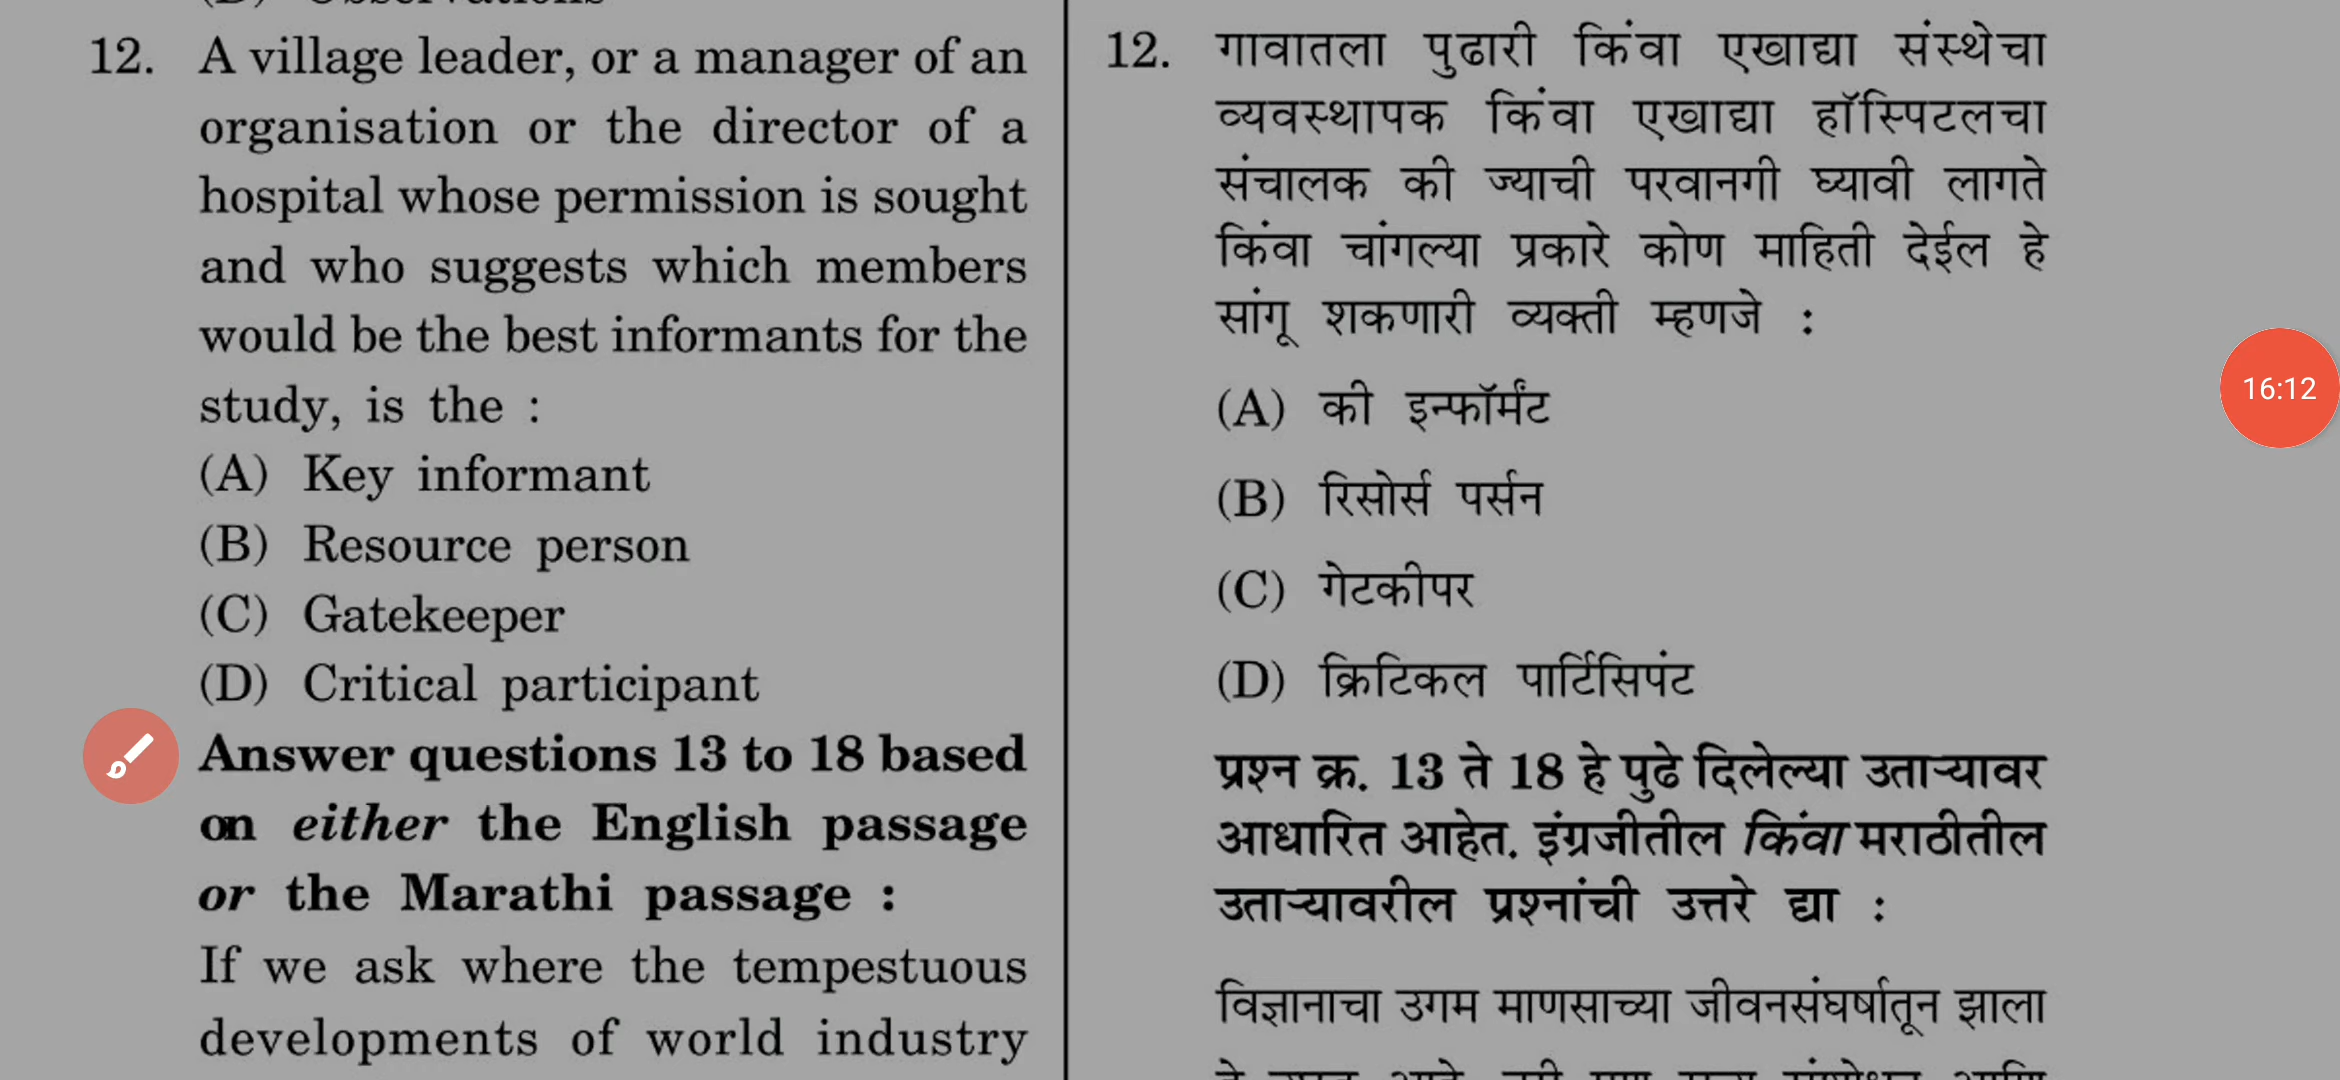 12. A village leader, or a manager of an
organisation or the director of a
hospital whose permission is sought
and who suggests which members
would be the best informants for the
study, is the :
(A) Key informant
(B) Resource person
(C) Gatekeeper
(D) Critical participant
Answer questions 13 to 18 based
on either the English passage
or the Marathi passage :
If we ask where the tempestuous
developments of world industry
12. गावातला पुढारी किंवा एखाद्या संस्थेचा
व्यवस्थापक किंवा एखाद्या हॉस्पिटलचा
संचालक की ज्याची परवानगी घ्यावी लागते
किंवा चांगल्या प्रकारे कोण माहिती देईल हे
सांगू शकणारी व्यक्ती म्हणजे :
(A) की इन्फॉर्मंट
(B) रिसोर्स पर्सन
(C) गेटकीपर
(D) क्रिटिकल पार्टिसिपंट
प्रश्न क्र. 13 ते 18 हे पुढे दिलेल्या उताऱ्यावर
आधारित आहेत. इंग्रजीतील किंवा मराठीतील
उताऱ्यावरील प्रश्नांची उत्तरे द्या :
विज्ञानाचा उगम माणसाच्या जीवनसंघर्षातून झाला
16:12